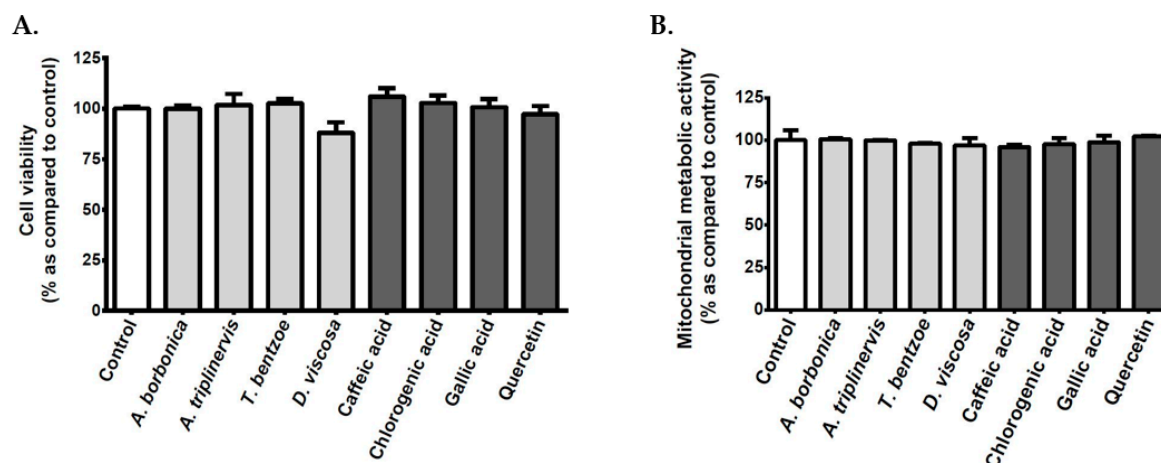 A.
Cell viability
(% as compared to control)
125
100
75
50
25
0
Control
A. borbonica
A. triplinervis
T. bentzoe
D. viscosa
Caffeic acid
Chlorogenic acid
Gallic acid
Quercetin
B.
Mitochondrial metabolic activity
(% as compared to control)
125
100
75
50
25
0
Control
A. borbonica
A. triplinervis
T. bentzoe
D. viscosa
Caffeic acid
Chlorogenic acid
Gallic acid
Quercetin